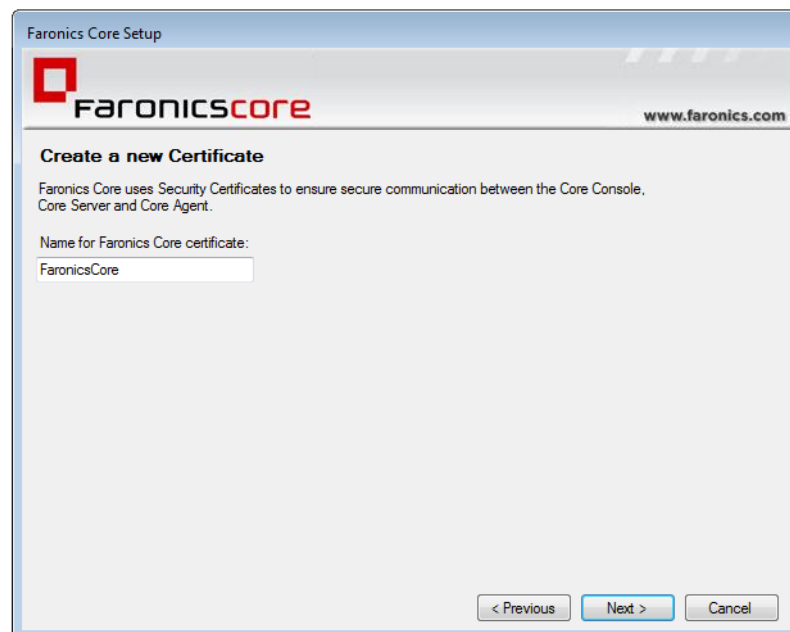 Faronics Core Setup
Faronicscore
www.faronics.com
Create a new Certificate
Faronics Core uses Security Certificates to ensure secure communication between the Core Console,
Core Server and Core Agent.
Name for Faronics Core certificate:
FaronicsCore
< Previous
Next >
Cancel